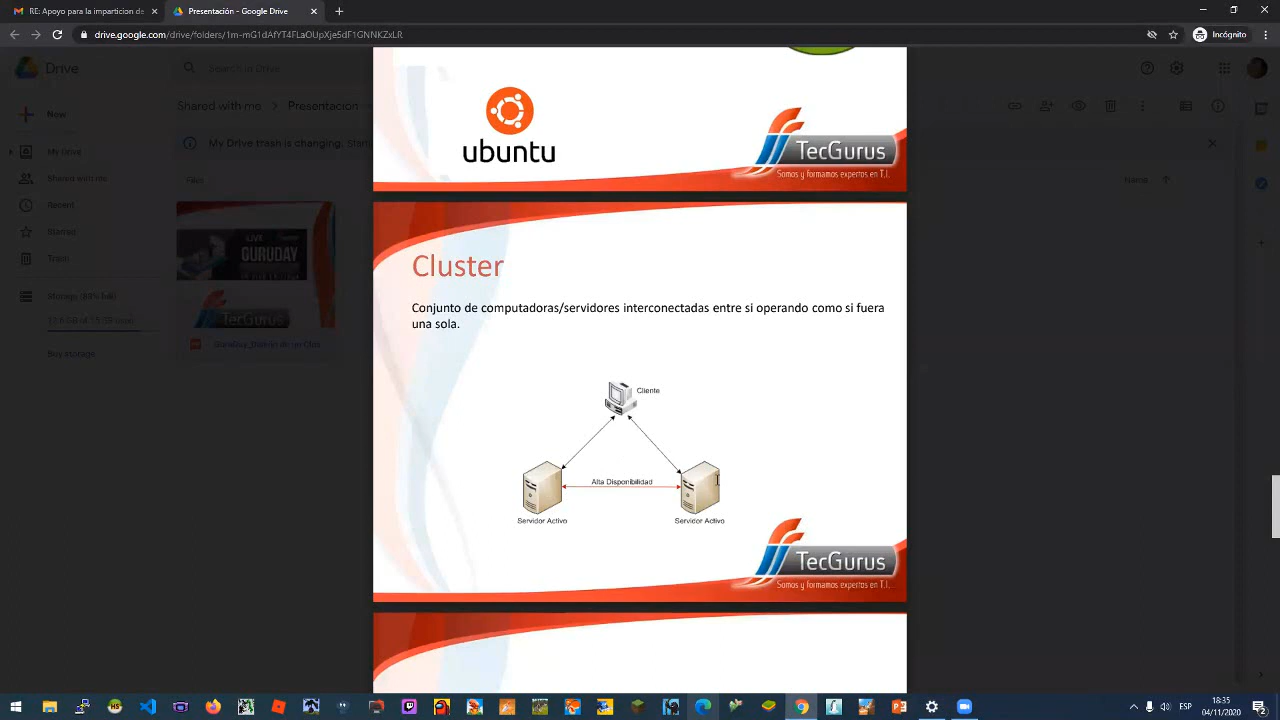 RE: Apoyo para la imparticion de
Presentación - Google Drive
drive.google.com/drive/folders/1m-mG1dAfYT4FLaOUpXje5dF1GNNKZxLR
Incógnito
Drive
Shared with me
Presentacion
My Drive trash is changing.
My Drive
Shared with me
Recent
Starred
Trash
Buy storage
Files
Name
LIVE
GURUDAY
TecGurus
ubuntu
TecGurus
Somos y formamos expertos en T.I.
Cluster
Conjunto de computadoras/servidores interconectadas entre si operando como si fuera
una sola.
Cliente
Alta Disponibilidad
Servidor Activo
Servidor Activo
TecGurus
Somos y formamos expertos en T.I.
ESP
18:35
04/11/2020